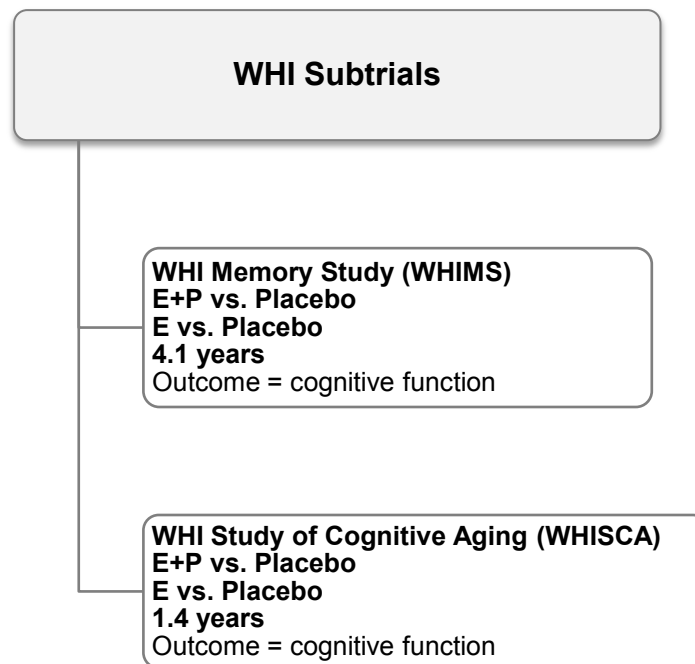 WHI Subtrials
WHI Memory Study (WHIMS)
E+P vs. Placebo
E vs. Placebo
4.1 years
Outcome = cognitive function
WHI Study of Cognitive Aging (WHISCA)
E+P vs. Placebo
E vs. Placebo
1.4 years
Outcome = cognitive function